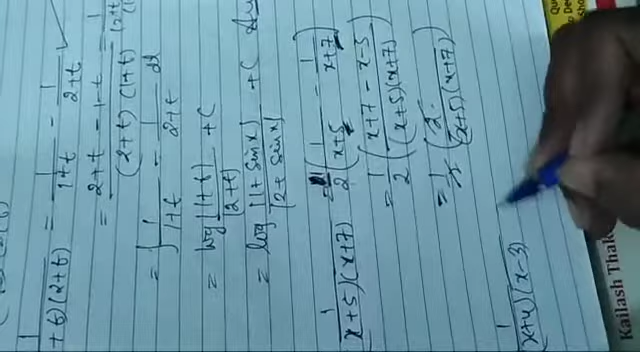 1/(1+t)(2+t) = 1/1+t - 1/2+t
= 2+t - 1-t / (2+t)(1+t)
= ∫ 1/1+t - 1/2+t dt
= log |1+t| / |2+t| + C
= log |1+sin x| / |2+sin x| + C
1/(x+5)(x+7) = 1/2 ( 1/x+5 - 1/x+7 )
= 1/2 ( x+7 - x-5 / (x+5)(x+7) )
= 1/2 ( 2 / (x+5)(x+7) )
1/(x+4)(x-3)
Kailash Thak